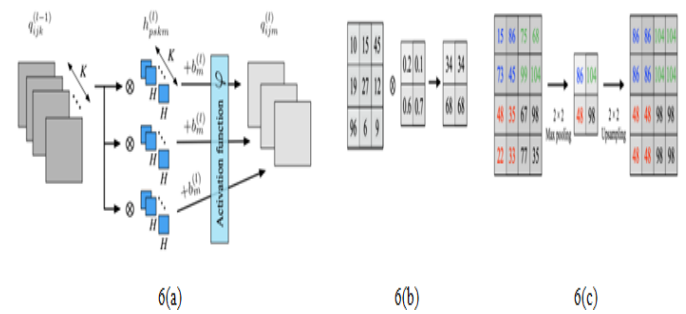 q_{ijk}^{(l-1)} h_{pqkm}^{(l)} q_{ijm}^{(l)}
K K
+b_m^{(l)}
⊗ H H
+b_m^{(l)}
⊗ H H
+b_m^{(l)}
⊗ H H
Activation function φ
6(a)
10 15 45
19 27 12
96 6 9
⊗
0.2 0.1
0.6 0.7
34 34
68 68
6(b)
15 86 75 68
73 45 99 104
48 35 67 98
22 33 77 35
2×2
Max pooling
86 104
48 98
2×2
Upsampling
86 86 104 104
86 86 104 104
48 48 98 98
48 48 98 98
6(c)